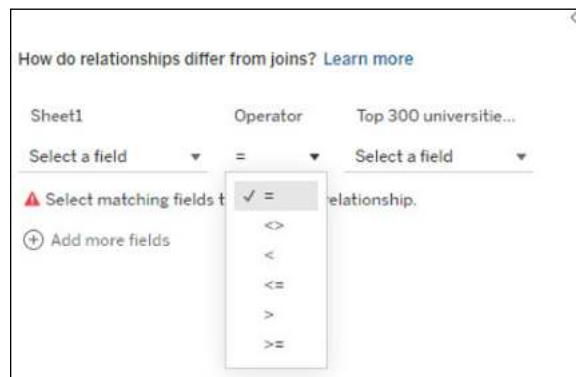 How do relationships differ from joins? Learn more
Sheet1 Operator Top 300 universitie...
Select a field = Select a field
Select matching fields t elationship.
✓ =
<>
Add more fields
<
<=
>
>=